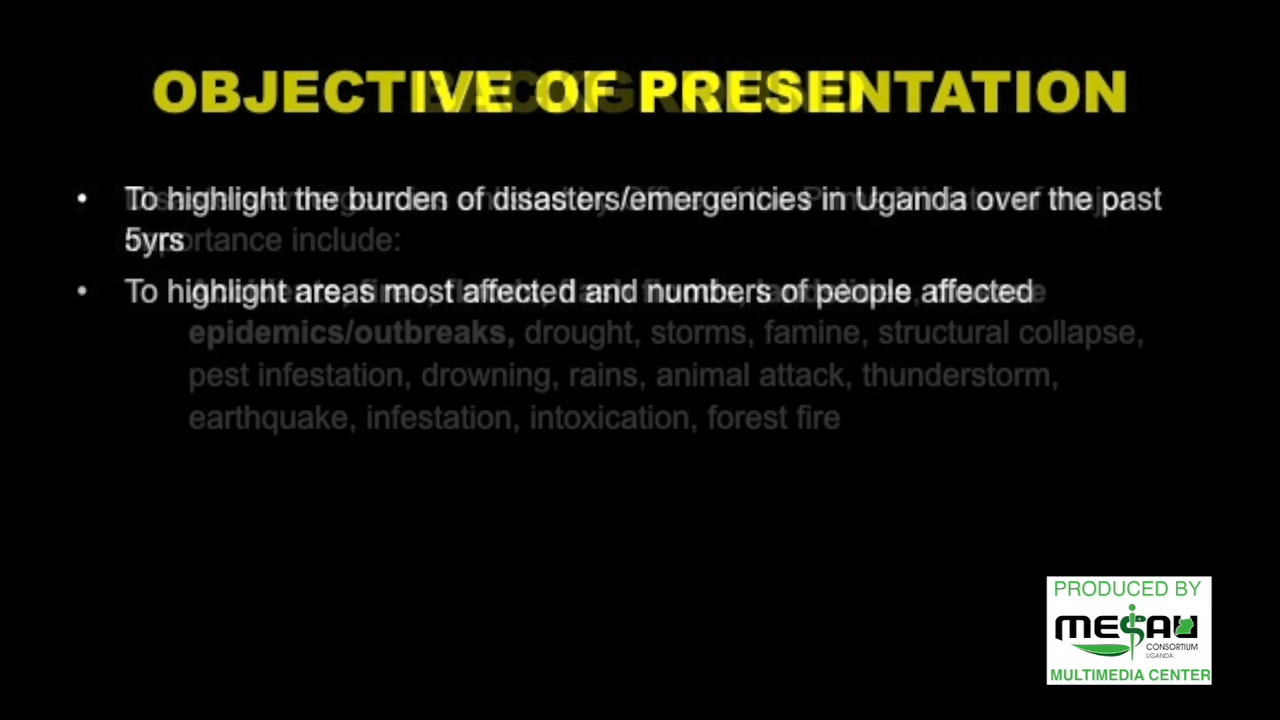 OBJECTIVE OF PRESENTATION
• To highlight the burden of disasters/emergencies in Uganda over the past
5yrs
include:
• To highlight areas most affected and numbers of people affected
epidemics/outbreaks, drought, storms, famine, structural collapse,
pest infestation, drowning, rains, animal attack, thunderstorm,
earthquake, infestation, intoxication, forest fire
PRODUCED BY
MESAU
CONSORTIUM
UGANDA
MULTIMEDIA CENTER